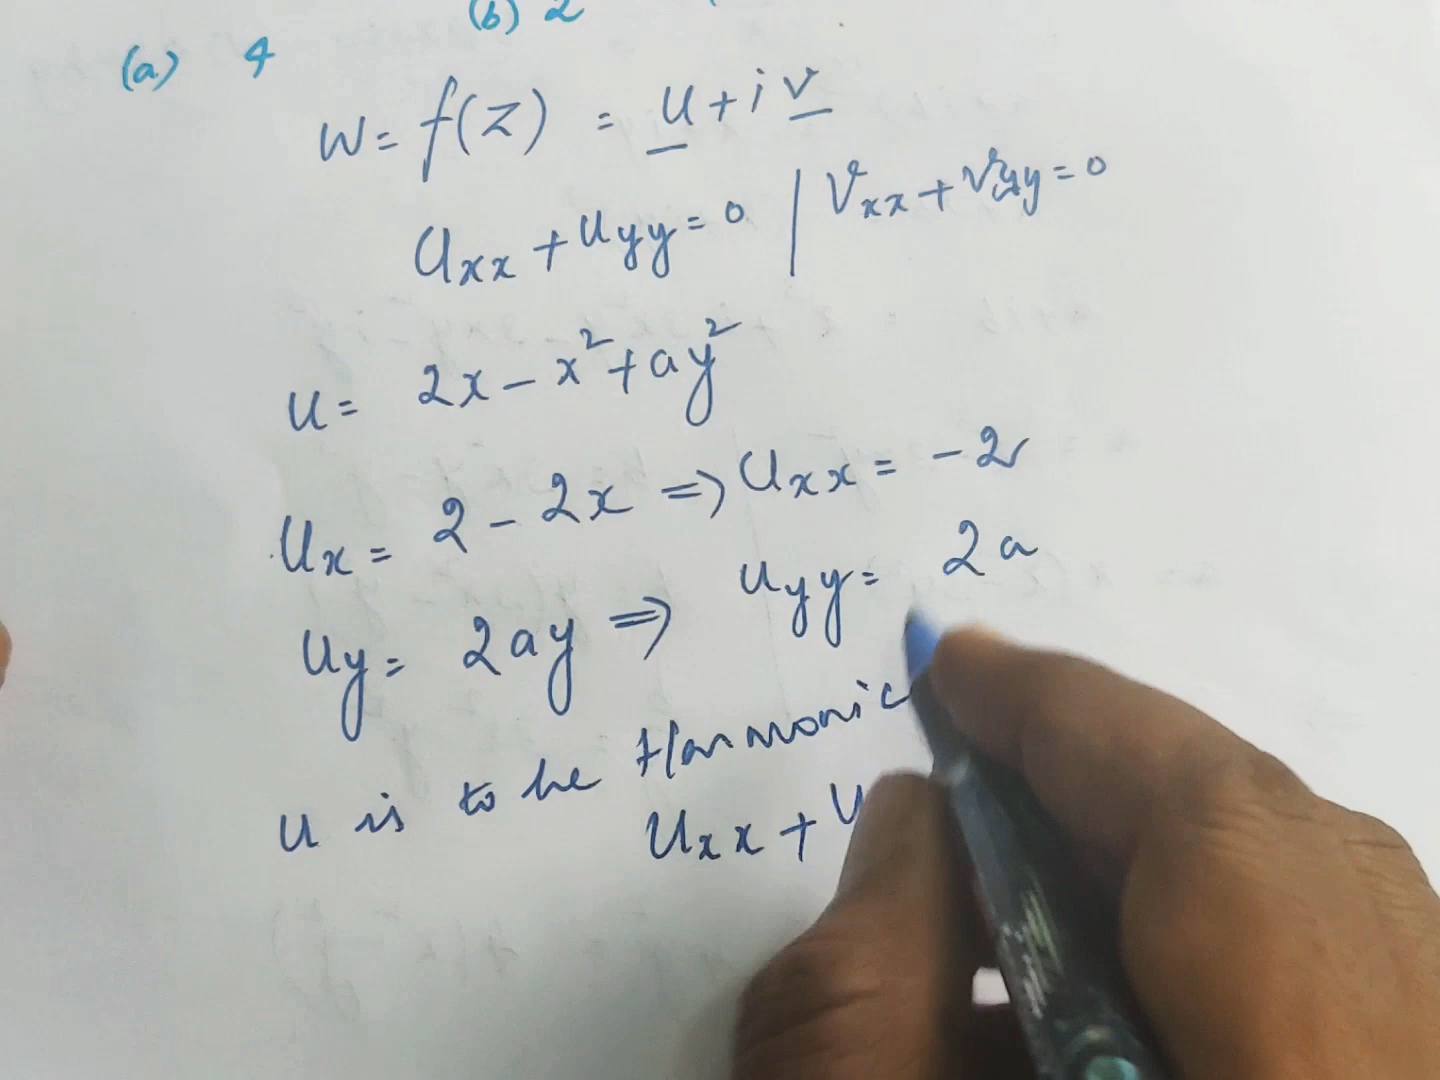 (b) 2
(a) 4
W = f(z) = u + i v
Uxx + uyy = 0 | Vxx + Vyy = 0
u = 2x - x² + ay²
Ux = 2 - 2x ⇒ Uxx = -2
Uy = 2ay ⇒ uyy = 2a
u is to be Harmonic
Uxx + U